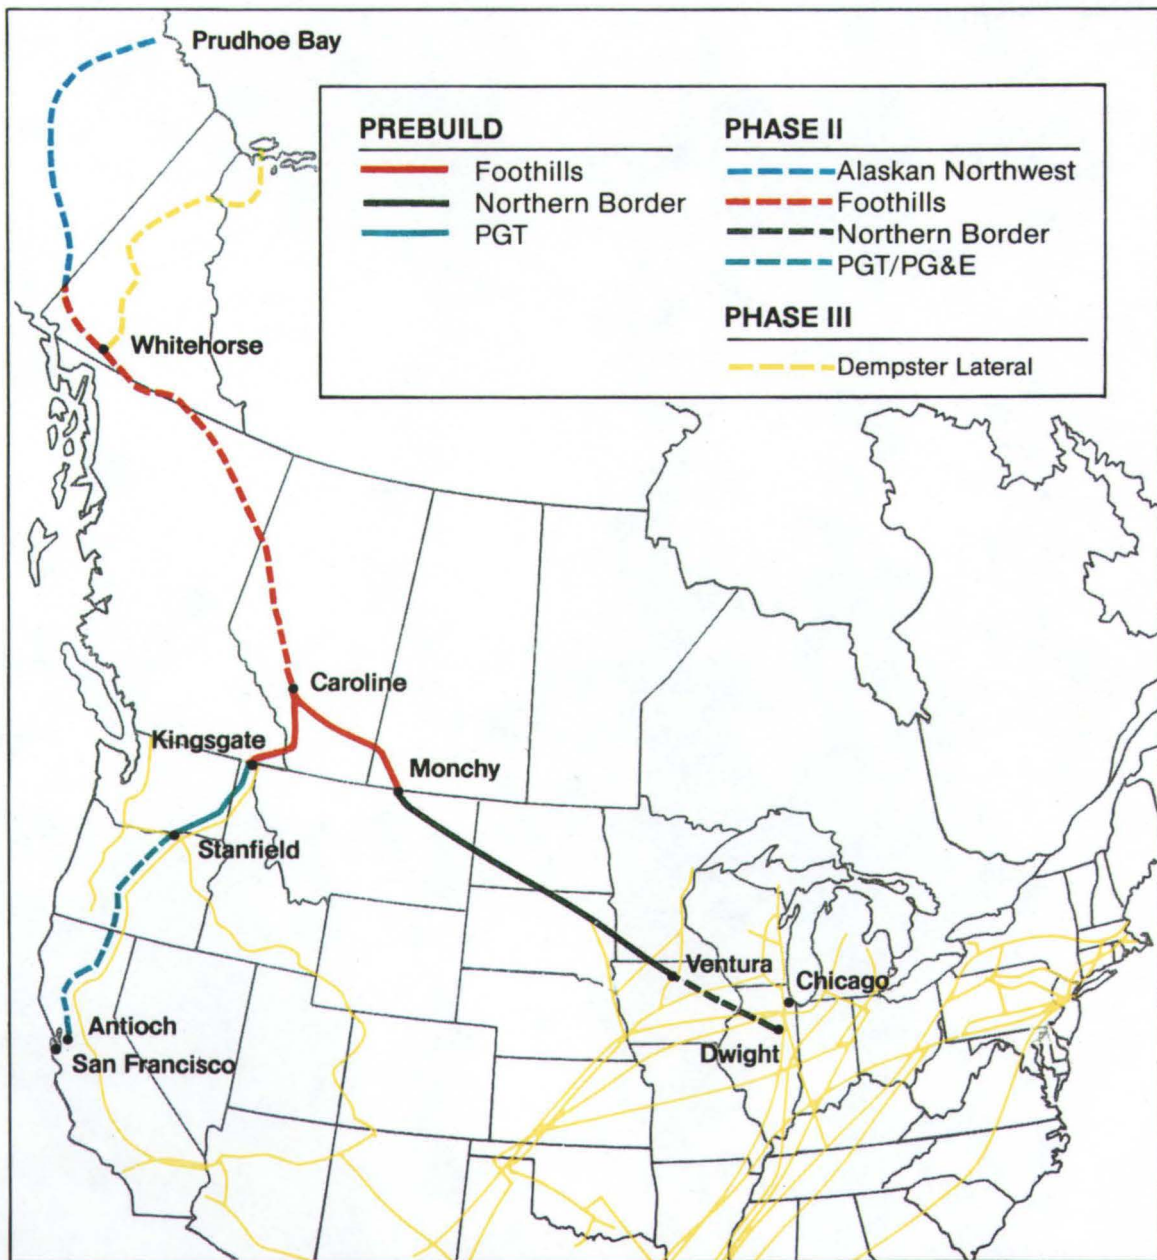 Prudhoe Bay
PREBUILD
Foothills
Northern Border
PGT
PHASE II
Alaskan Northwest
Foothills
Northern Border
PGT/PG&E
PHASE III
Dempster Lateral
Whitehorse
Caroline
Kingsgate
Monchy
Stanfield
Ventura
Chicago
Antioch
Dwight
San Francisco